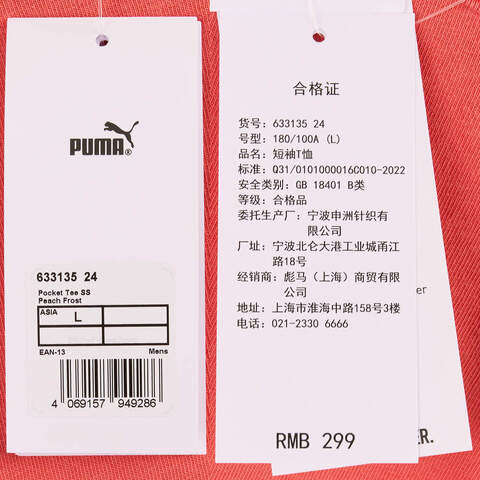 PUMA®
633135 24
Pocket Tee SS
Peach Frost
ASIA
L
EAN-13 Mens
4 069157 949286
合格证
货号: 633135 24
号型: 180/100A (L)
品名: 短袖T恤
标准: Q31/0101000016C010-2022
安全类别: GB 18401 B类
等级: 合格品
委托生产厂: 宁波申洲针织有
限公司
厂址: 宁波北仑大港工业城甬江
路18号
经销商: 彪马（上海）商贸有限公
司
地址: 上海市淮海中路158号3楼
电话: 021-2330 6666
RMB 299
er
ER.